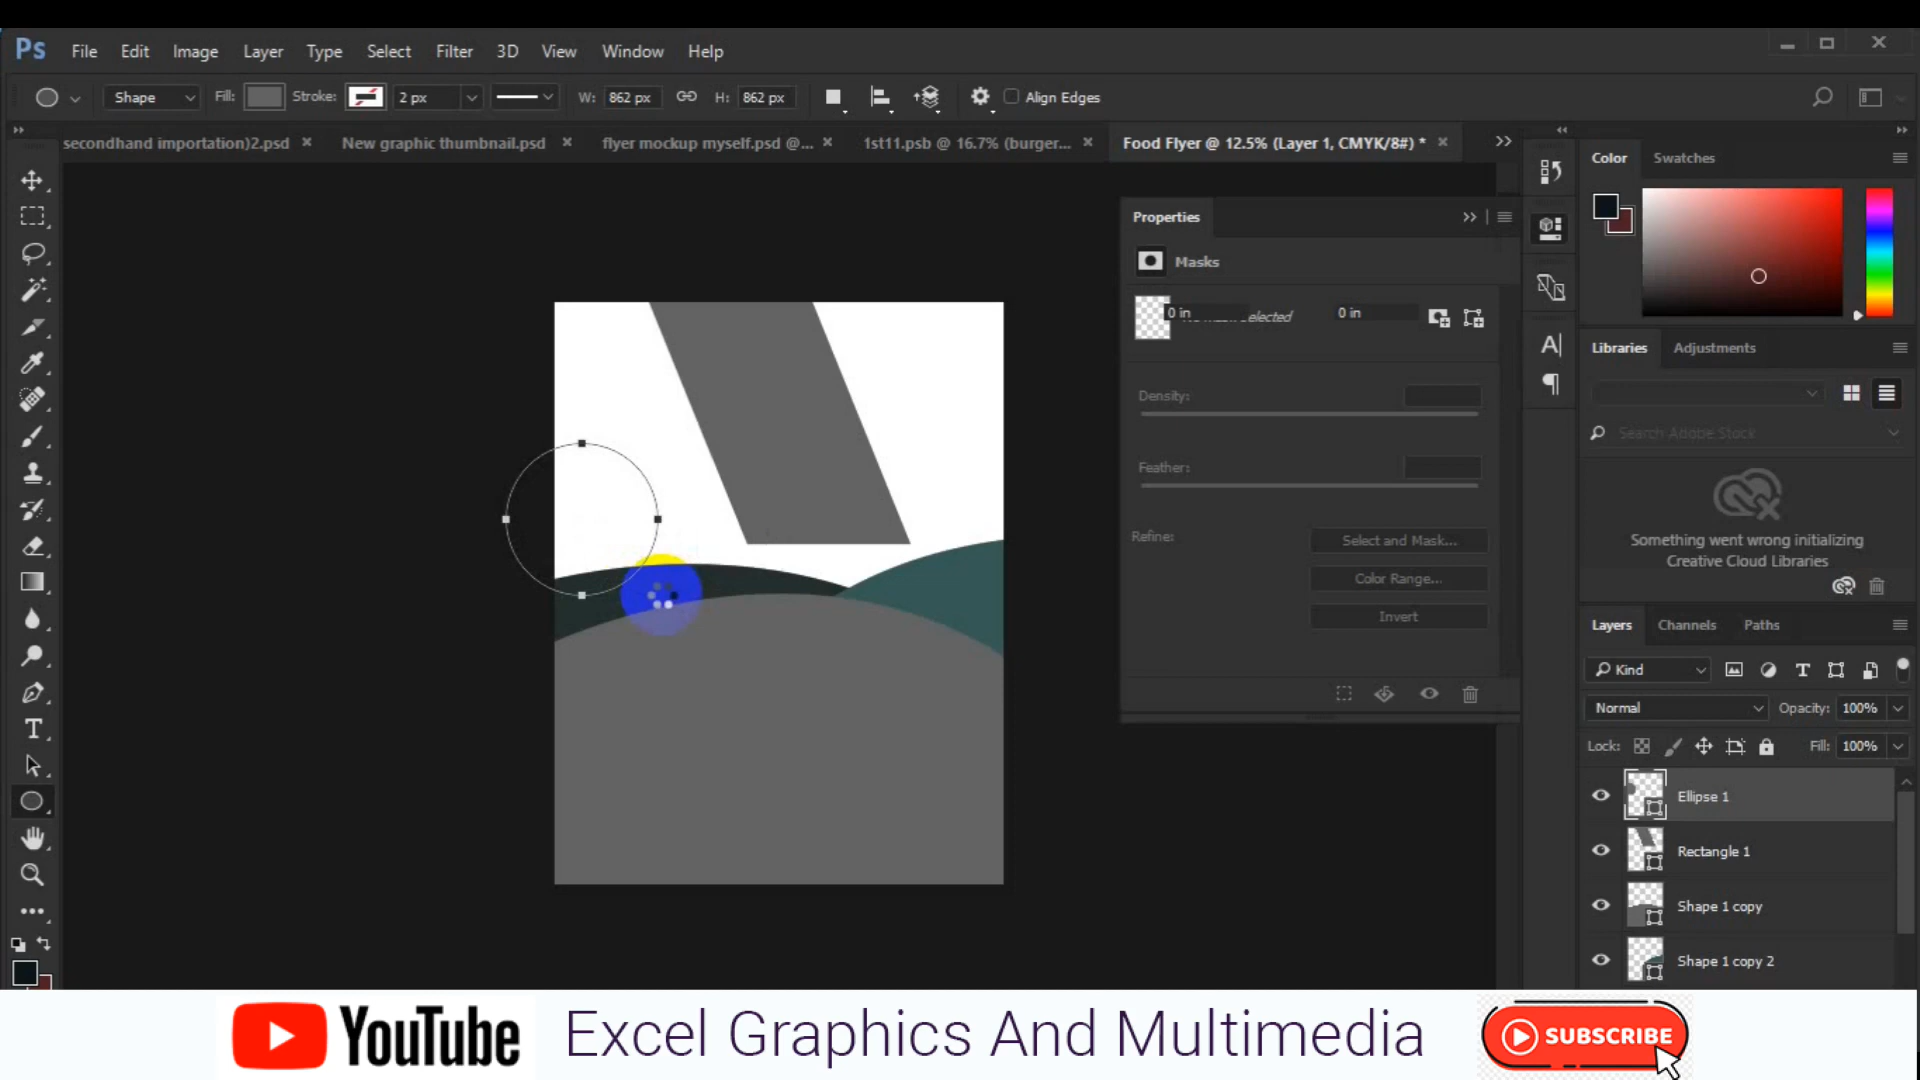 Ps File Edit Image Layer Type Select Filter 3D View Window Help
Shape Fill: Stroke: 2 px W: 862 px H: 862 px Align Edges
secondhand importation)2.psd × New graphic thumbnail.psd × flyer mockup myself.psd @... × 1st11.psb @ 16.7% (burger... × Food Flyer @ 12.5% (Layer 1, CMYK/8#) * ×
Color Swatches
Properties
Masks
0 in selected 0 in
Density:
Feather:
Refine: Select and Mask...
Color Range...
Invert
Libraries Adjustments
Search Adobe Stock
Something went wrong initializing
Creative Cloud Libraries
Layers Channels Paths
Kind
Normal Opacity: 100%
Lock: Fill: 100%
Ellipse 1
Rectangle 1
Shape 1 copy
Shape 1 copy 2
YouTube Excel Graphics And Multimedia SUBSCRIBE